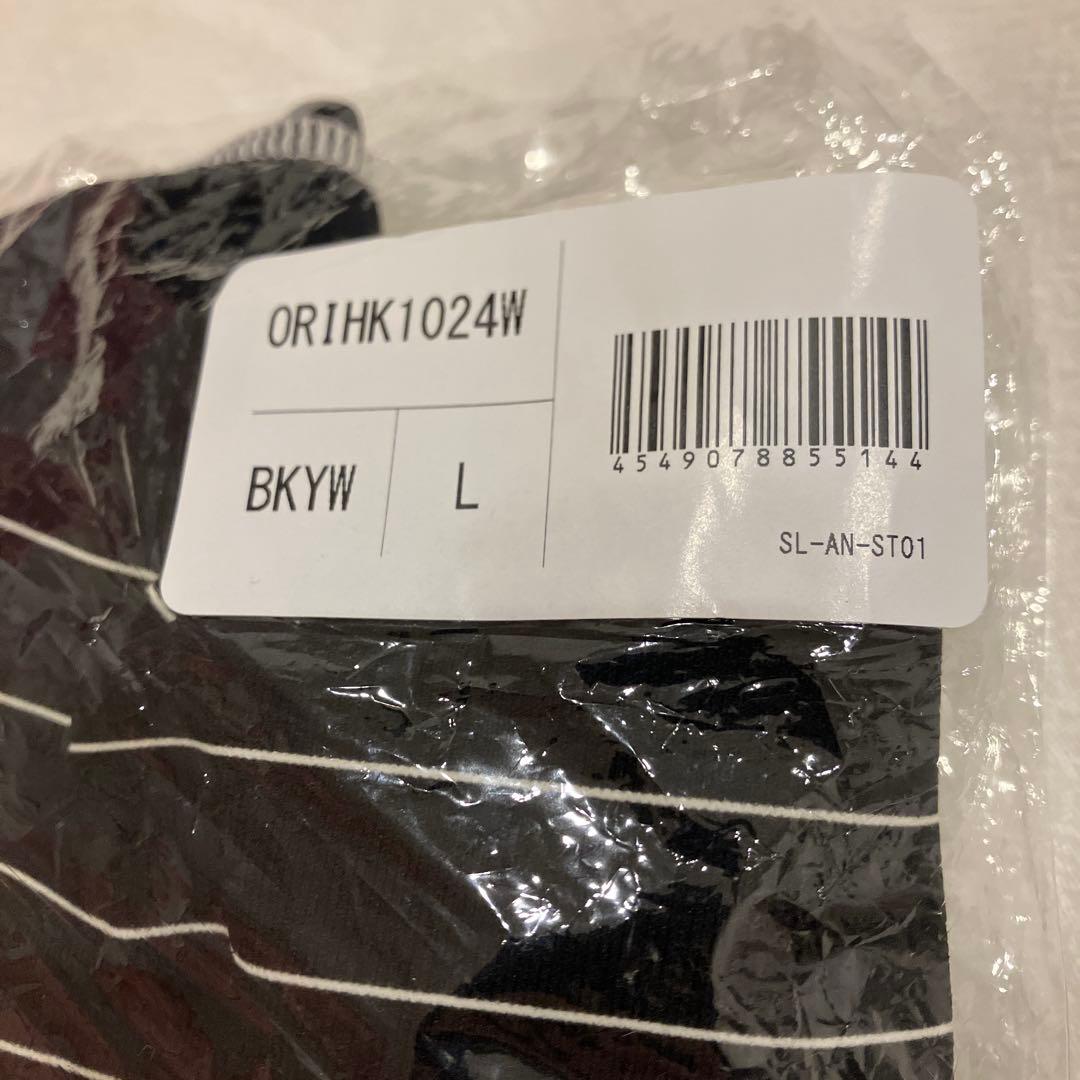 ORIHK1024W
BKYW
L
4549078855144
SL-AN-ST01